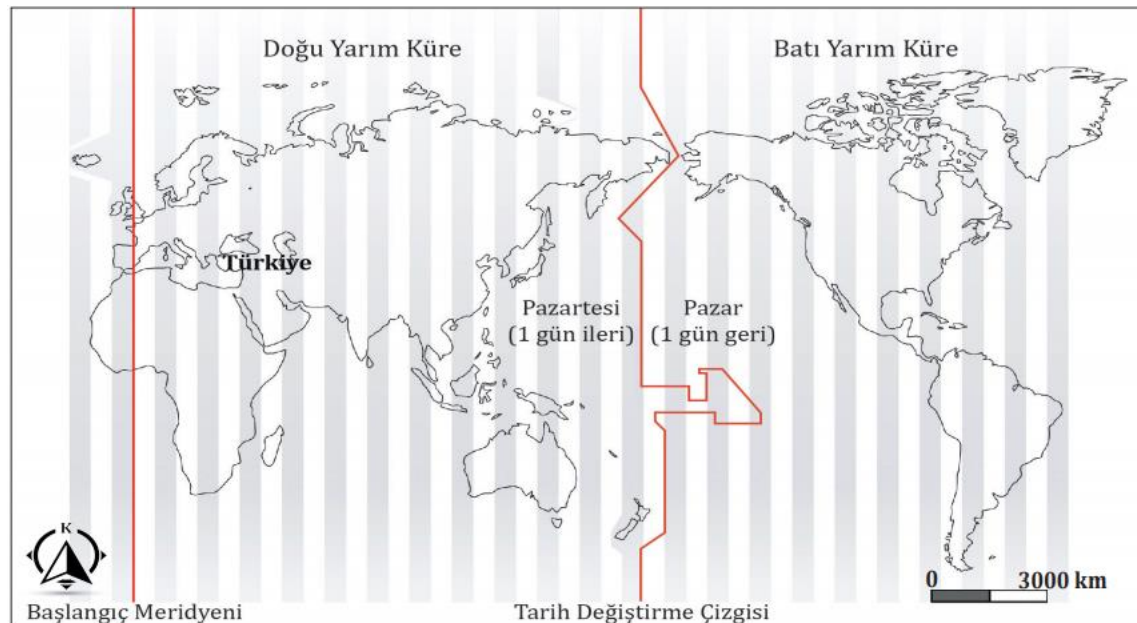 Doğu Yarım Küre
Batı Yarım Küre
Türkiye
Pazartesi
(1 gün ileri)
Pazar
(1 gün geri)
K
0 3000 km
Başlangıç Meridyeni
Tarih Değiştirme Çizgisi